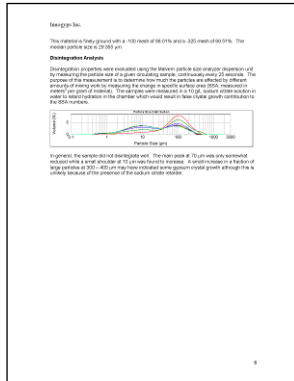 Innogyps Inc.
This material is finely ground with a -100 mesh of
and a -325 mesh of
The
median particle size is
µm.
Disintegration Analysis
Disintegration properties were evaluated using the Malvern particle size analyzer dispersion unit
by measuring the particle size of a given circulating sample, continuously every 25 seconds. The
purpose of this measurement is to determine how much the particles are affected by different
amounts of mixing work by measuring the change in specific surface area (SSA, measured in
meters² per gram of material). The samples were measured in a 10 g/L sodium citrate solution in
water to retard hydration in the chamber which would result in false crystal growth contribution to
the SSA numbers.
Particle Size Distribution
Volume (%)
Particle Size (µm)
In general, the sample did not disintegrate well. The main peak at 70 µm was only somewhat
reduced while a small shoulder at 10 µm was found to increase. A small increase in a fraction of
large particles at 300 – 400 µm may have indicated some gypsum crystal growth although this is
unlikely because of the presence of the sodium citrate retarder.